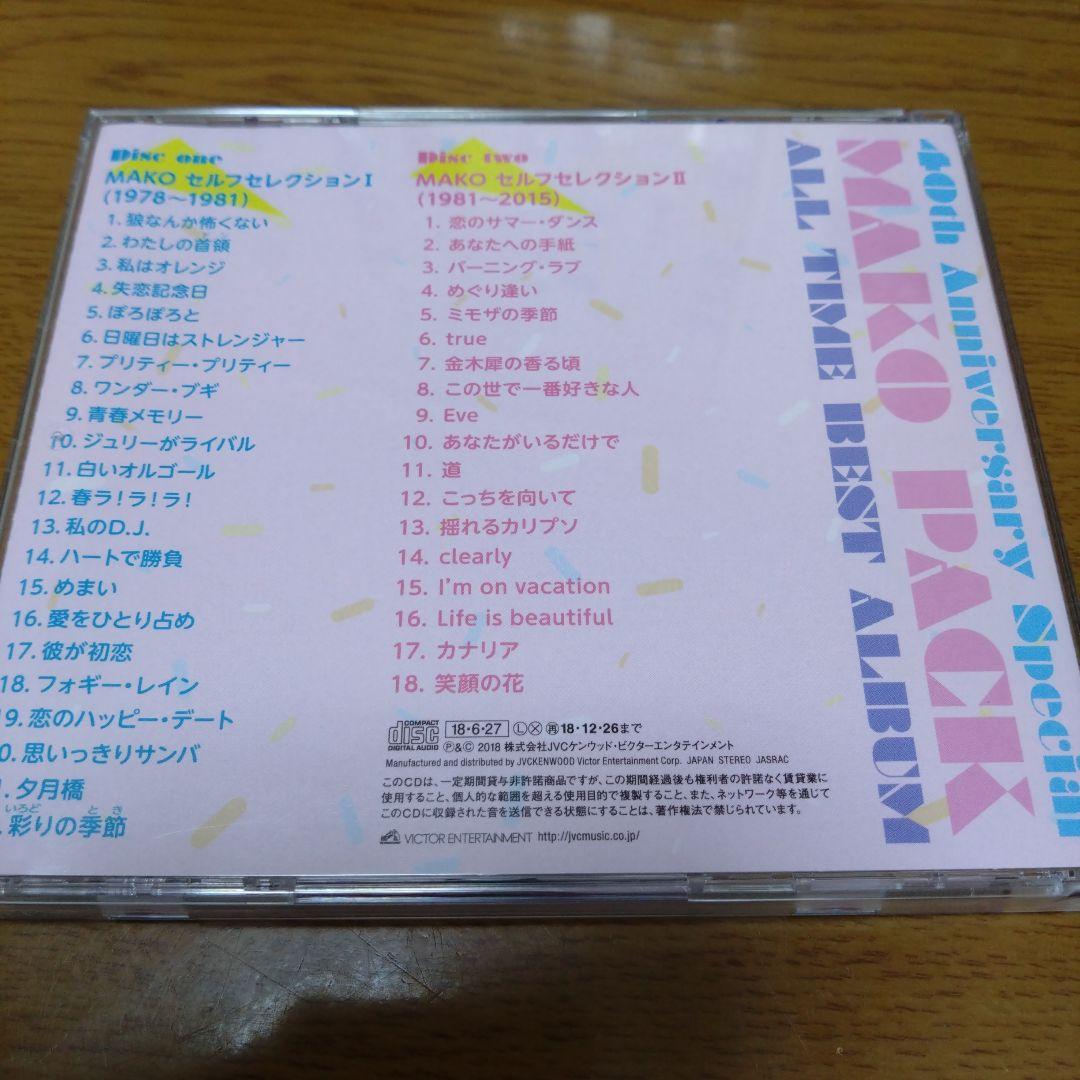 Disc one
MAKO セルフセレクションI
(1978〜1981)
1. 狼なんか怖くない
2. わたしの首領
3. 私はオレンジ
4. 失恋記念日
5. ぽろぽろと
6. 日曜日はストレンジャー
7. プリティー・プリティー
8. ワンダー・ブギ
9. 青春メモリー
10. ジュリーがライバル
11. 白いオルゴール
12. 春ラ!ラ!ラ!
13. 私のD.J.
14. ハートで勝負
15. めまい
16. 愛をひとり占め
17. 彼が初恋
18. フォギー・レイン
9. 恋のハッピー・デート
0. 思いっきりサンバ
. 夕月橋
いろど とき
. 彩りの季節
Disc two
MAKO セルフセレクションII
(1981〜2015)
1. 恋のサマー・ダンス
2. あなたへの手紙
3. バーニング・ラブ
4. めぐり逢い
5. ミモザの季節
6. true
7. 金木犀の香る頃
8. この世で一番好きな人
9. Eve
10. あなたがいるだけで
11. 道
12. こっちを向いて
13. 揺れるカリプソ
14. clearly
15. I'm on vacation
16. Life is beautiful
17. カナリア
18. 笑顔の花
COMPACT
disc
DIGITAL AUDIO
18・6・27 Ⓛ Ⓧ 再 18・12・26まで
Ⓟ&© 2018 株式会社JVCケンウッド・ビクターエンタテインメント
Manufactured and distributed by JVCKENWOOD Victor Entertainment Corp. JAPAN STEREO JASRAC
このCDは、一定期間貸与非許諾商品ですが、この期間経過後も権利者の許諾なく賃貸業に
使用すること、個人的な範囲を超える使用目的で複製すること、また、ネットワーク等を通じて
このCDに収録された音を送信できる状態にすることは、著作権法で禁じられています。
VICTOR ENTERTAINMENT http://jvcmusic.co.jp/
40th Anniversary Special
MAKO PACK
ALL TIME BEST ALBUM